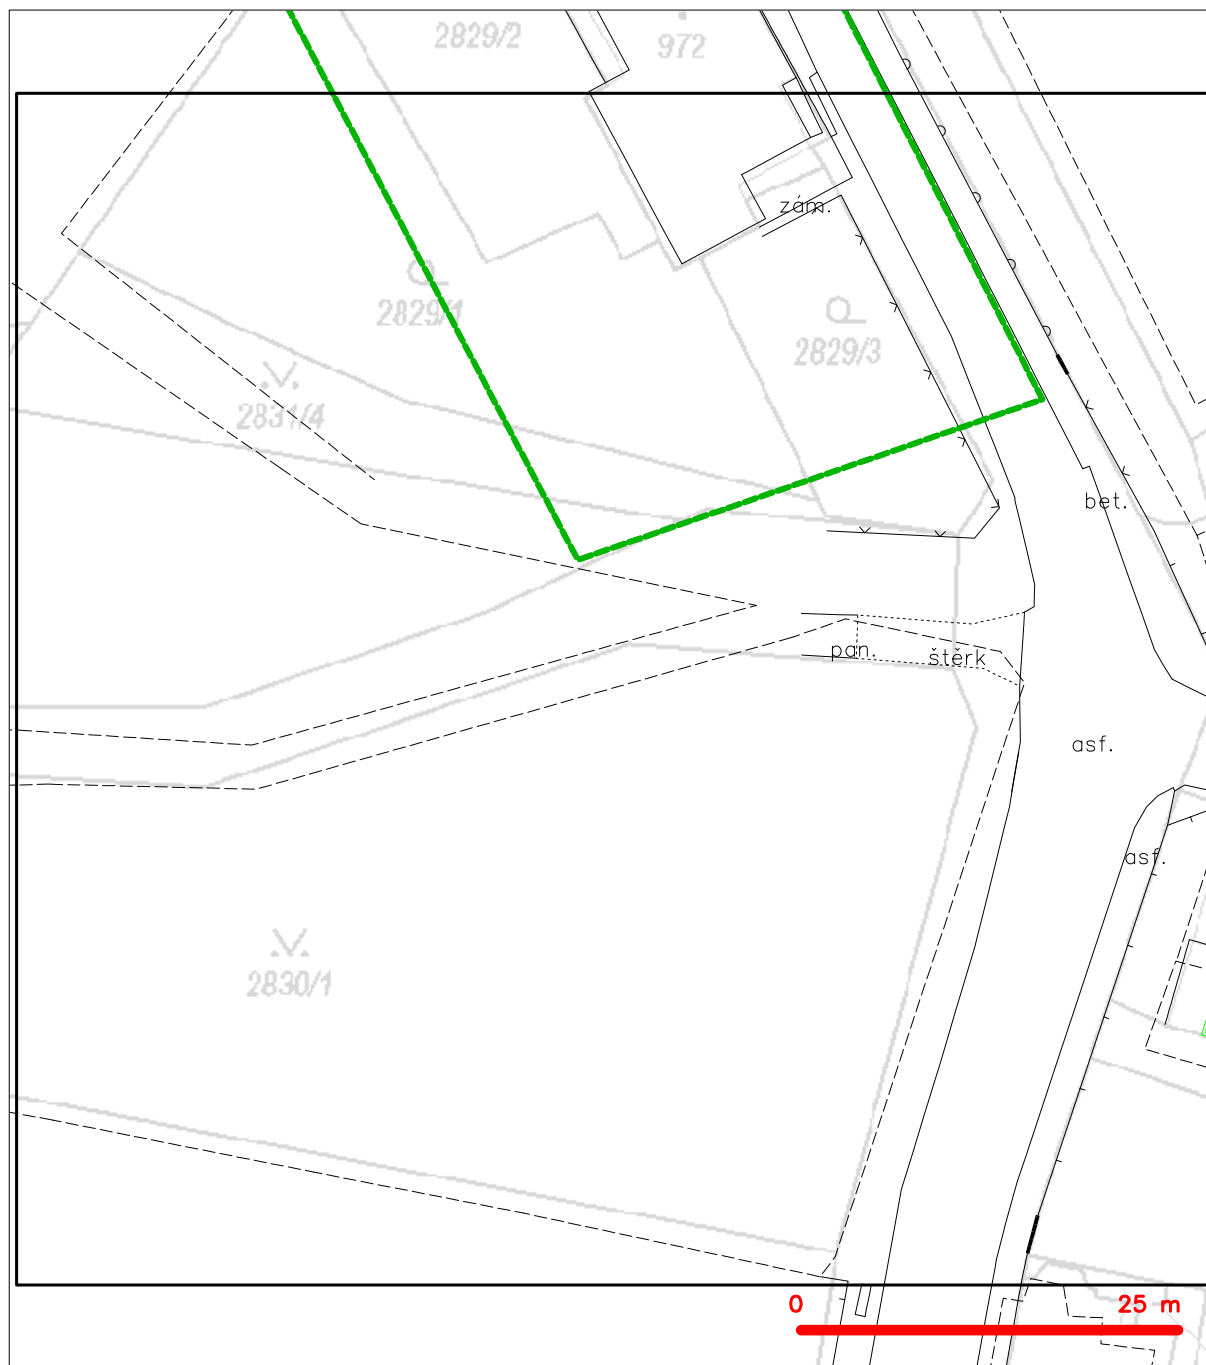 2829/2
972
zám.
2829/1
2829/3
2831/4
bet.
pan.
štěrk
asf.
asf.
2830/1
0
25 m